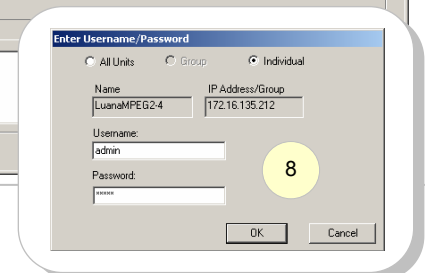 Enter Username/Password
All Units Group Individual
Name IP Address/Group
LuanaMPEG2-4 172.16.135.212
Username:
admin
Password:
*****
8
OK Cancel